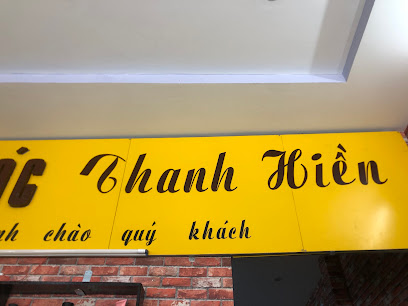 Thanh Hiền
chào quý khách